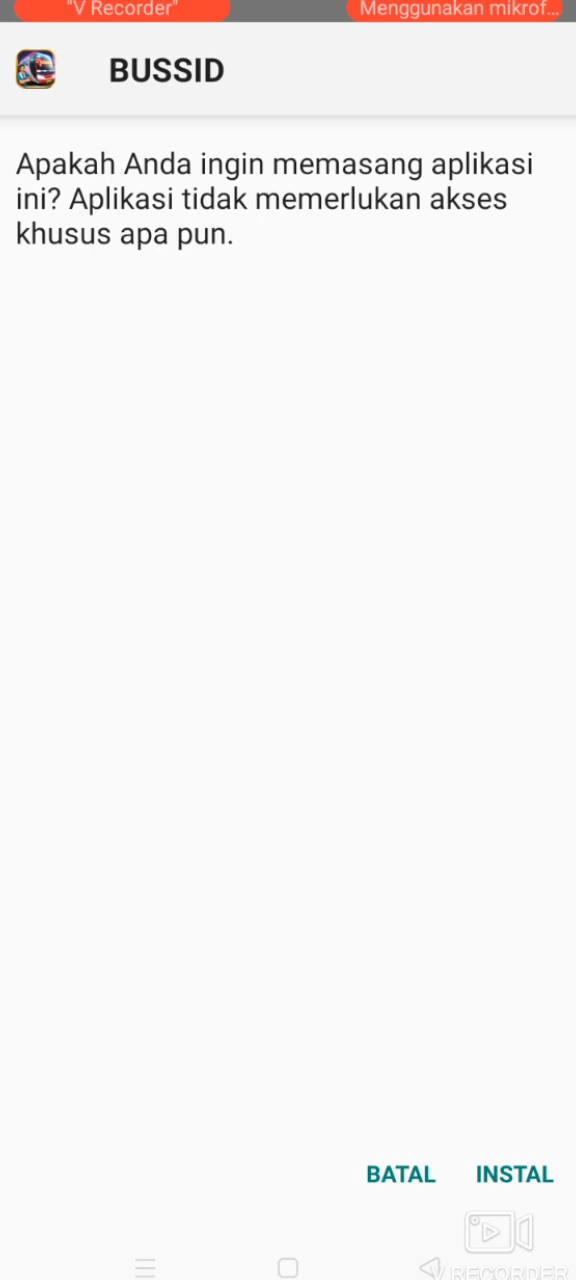 "V Recorder"
Menggunakan mikrof...
BUSSID
Apakah Anda ingin memasang aplikasi
ini? Aplikasi tidak memerlukan akses
khusus apa pun.
BATAL
INSTAL
V RECORDER